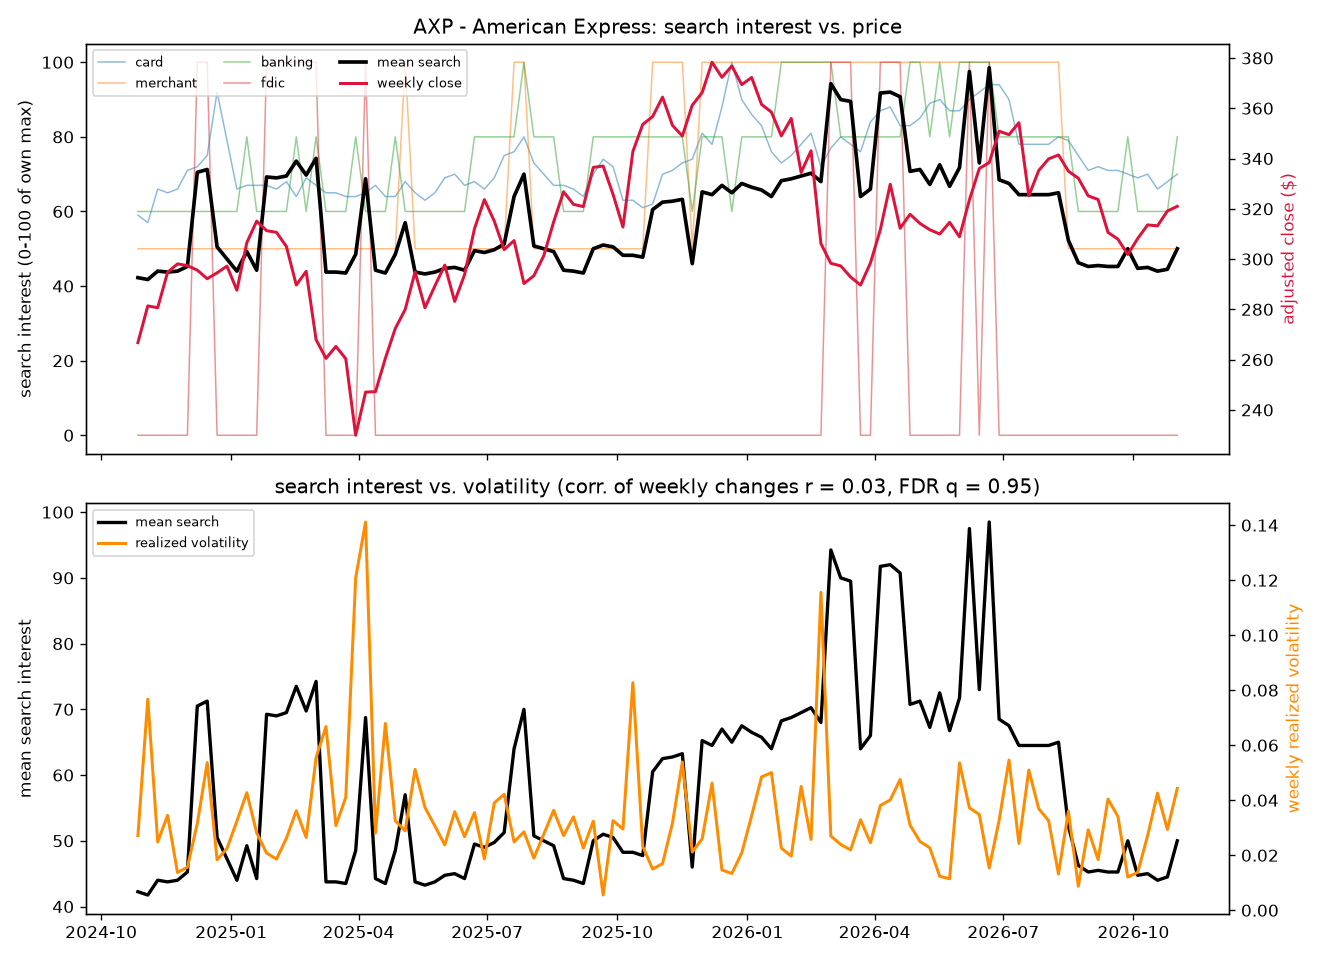 AXP - American Express: search interest vs. price
search interest (0-100 of own max)
100
80
60
40
20
0
card
merchant
banking
fdic
mean search
weekly close
380
360
340
320
300
280
260
240
adjusted close ($)
search interest vs. volatility (corr. of weekly changes r = 0.03, FDR q = 0.95)
mean search interest
100
90
80
70
60
50
40
mean search
realized volatility
0.14
0.12
0.10
0.08
0.06
0.04
0.02
0.00
weekly realized volatility
2024-10
2025-01
2025-04
2025-07
2025-10
2026-01
2026-04
2026-07
2026-10